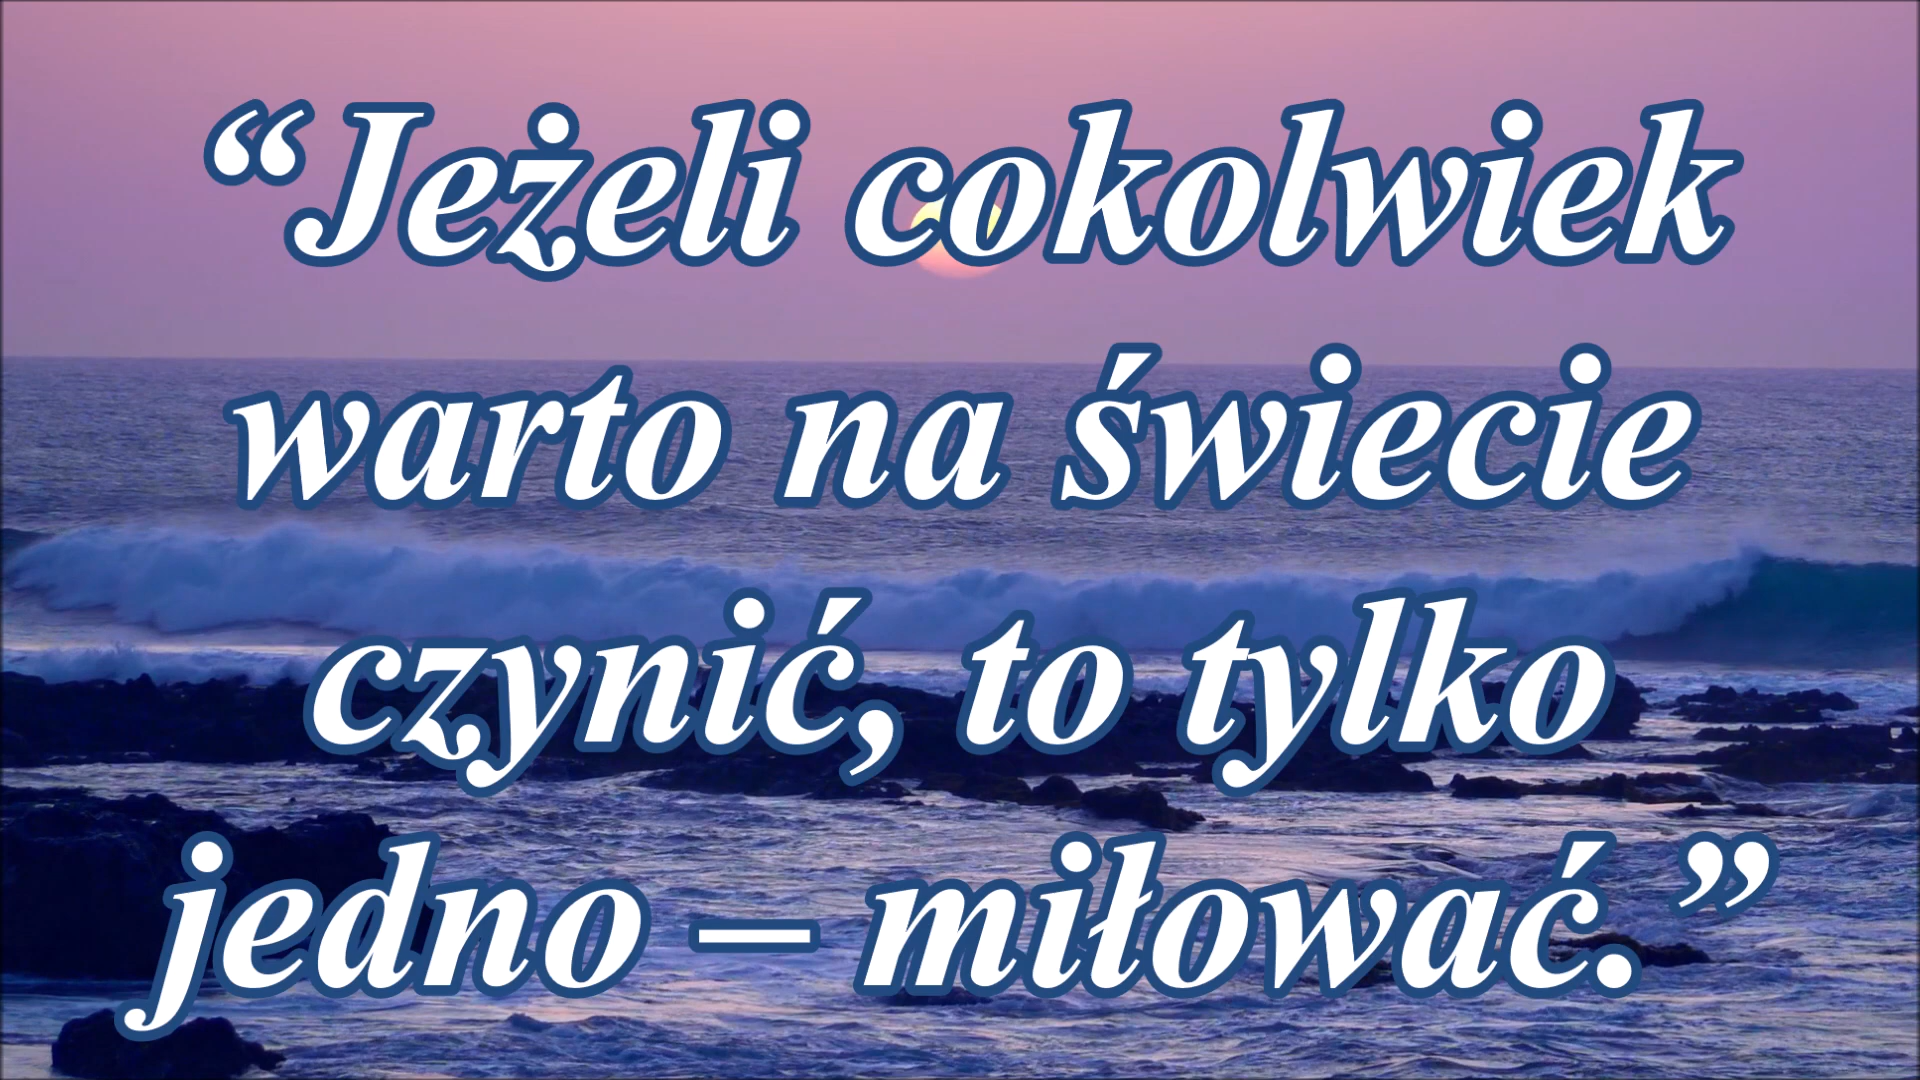 “Jeżeli cokolwiek
warto na świecie
czynić, to tylko
jedno – miłować.”